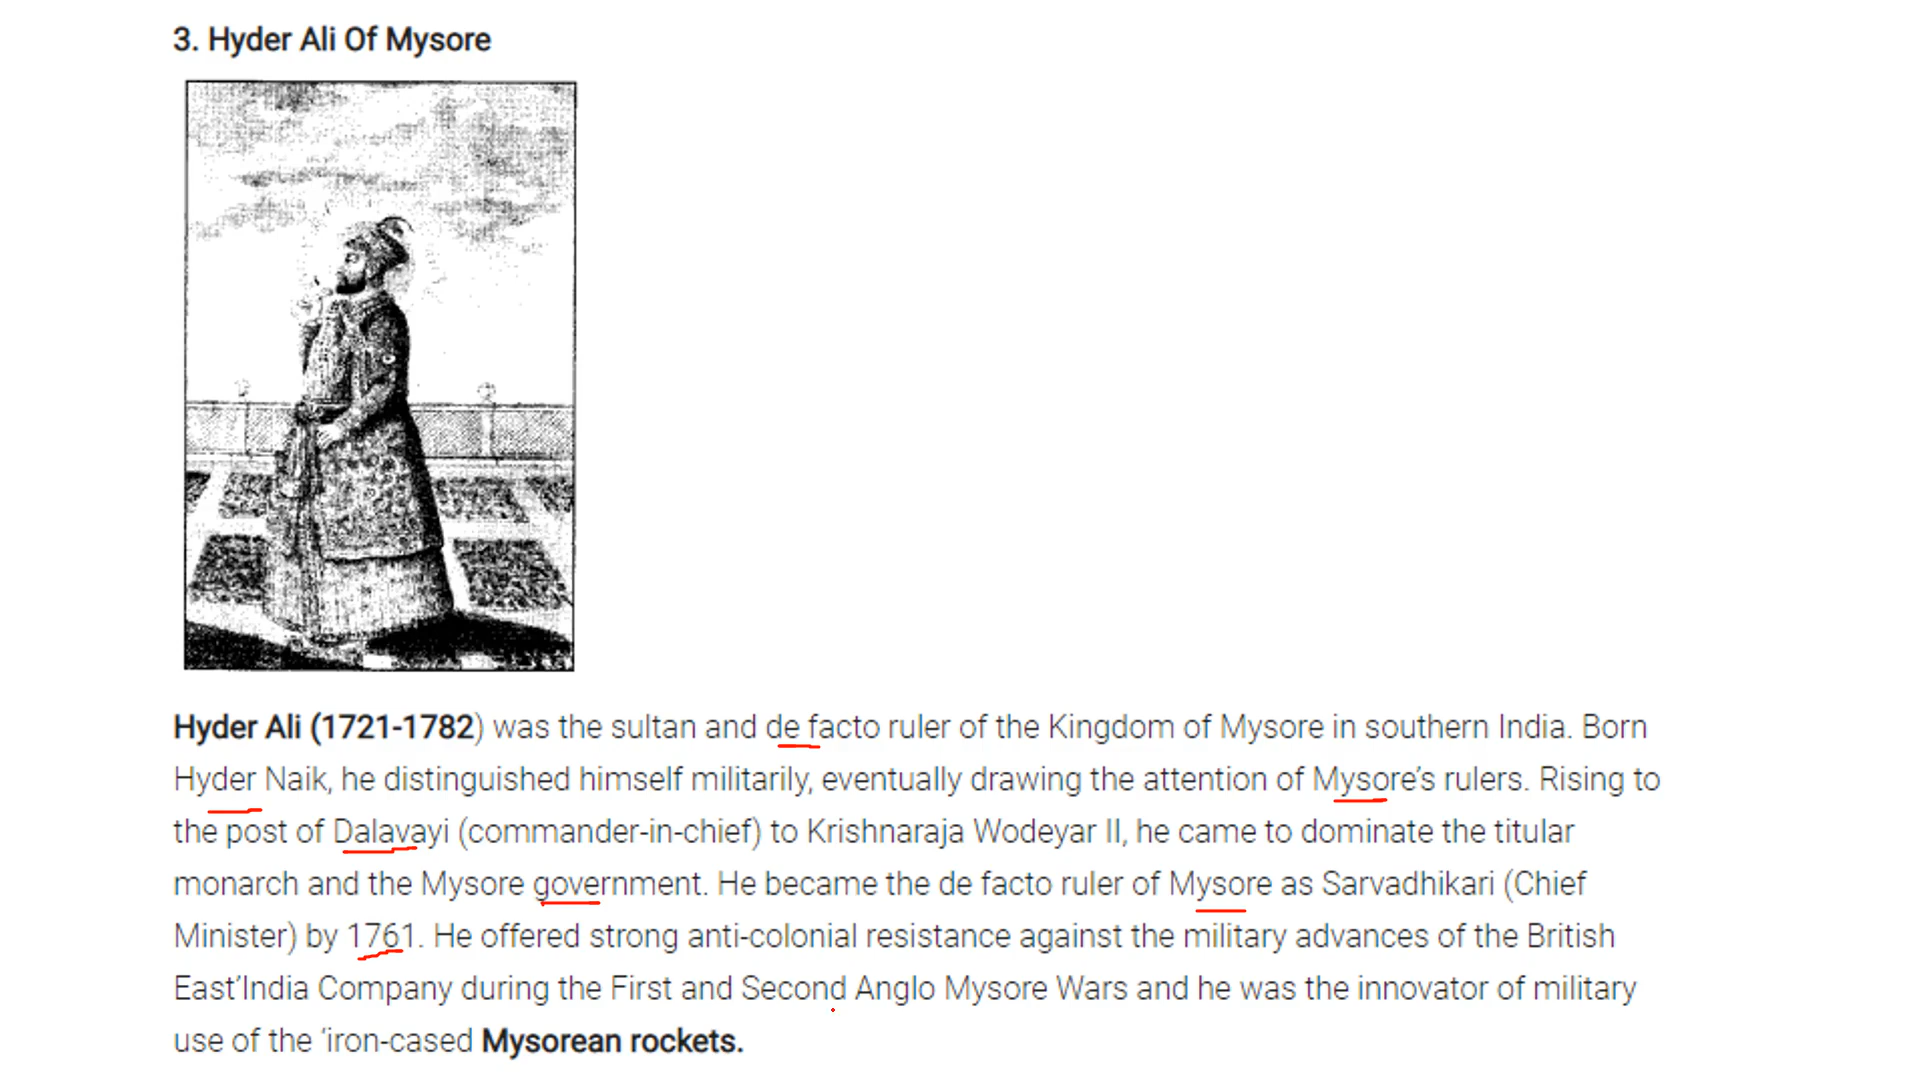 3. Hyder Ali Of Mysore
Hyder Ali (1721-1782) was the sultan and de facto ruler of the Kingdom of Mysore in southern India. Born
Hyder Naik, he distinguished himself militarily, eventually drawing the attention of Mysore’s rulers. Rising to
the post of Dalavayi (commander-in-chief) to Krishnaraja Wodeyar II, he came to dominate the titular
monarch and the Mysore government. He became the de facto ruler of Mysore as Sarvadhikari (Chief
Minister) by 1761. He offered strong anti-colonial resistance against the military advances of the British
East’India Company during the First and Second Anglo Mysore Wars and he was the innovator of military
use of the ‘iron-cased Mysorean rockets.